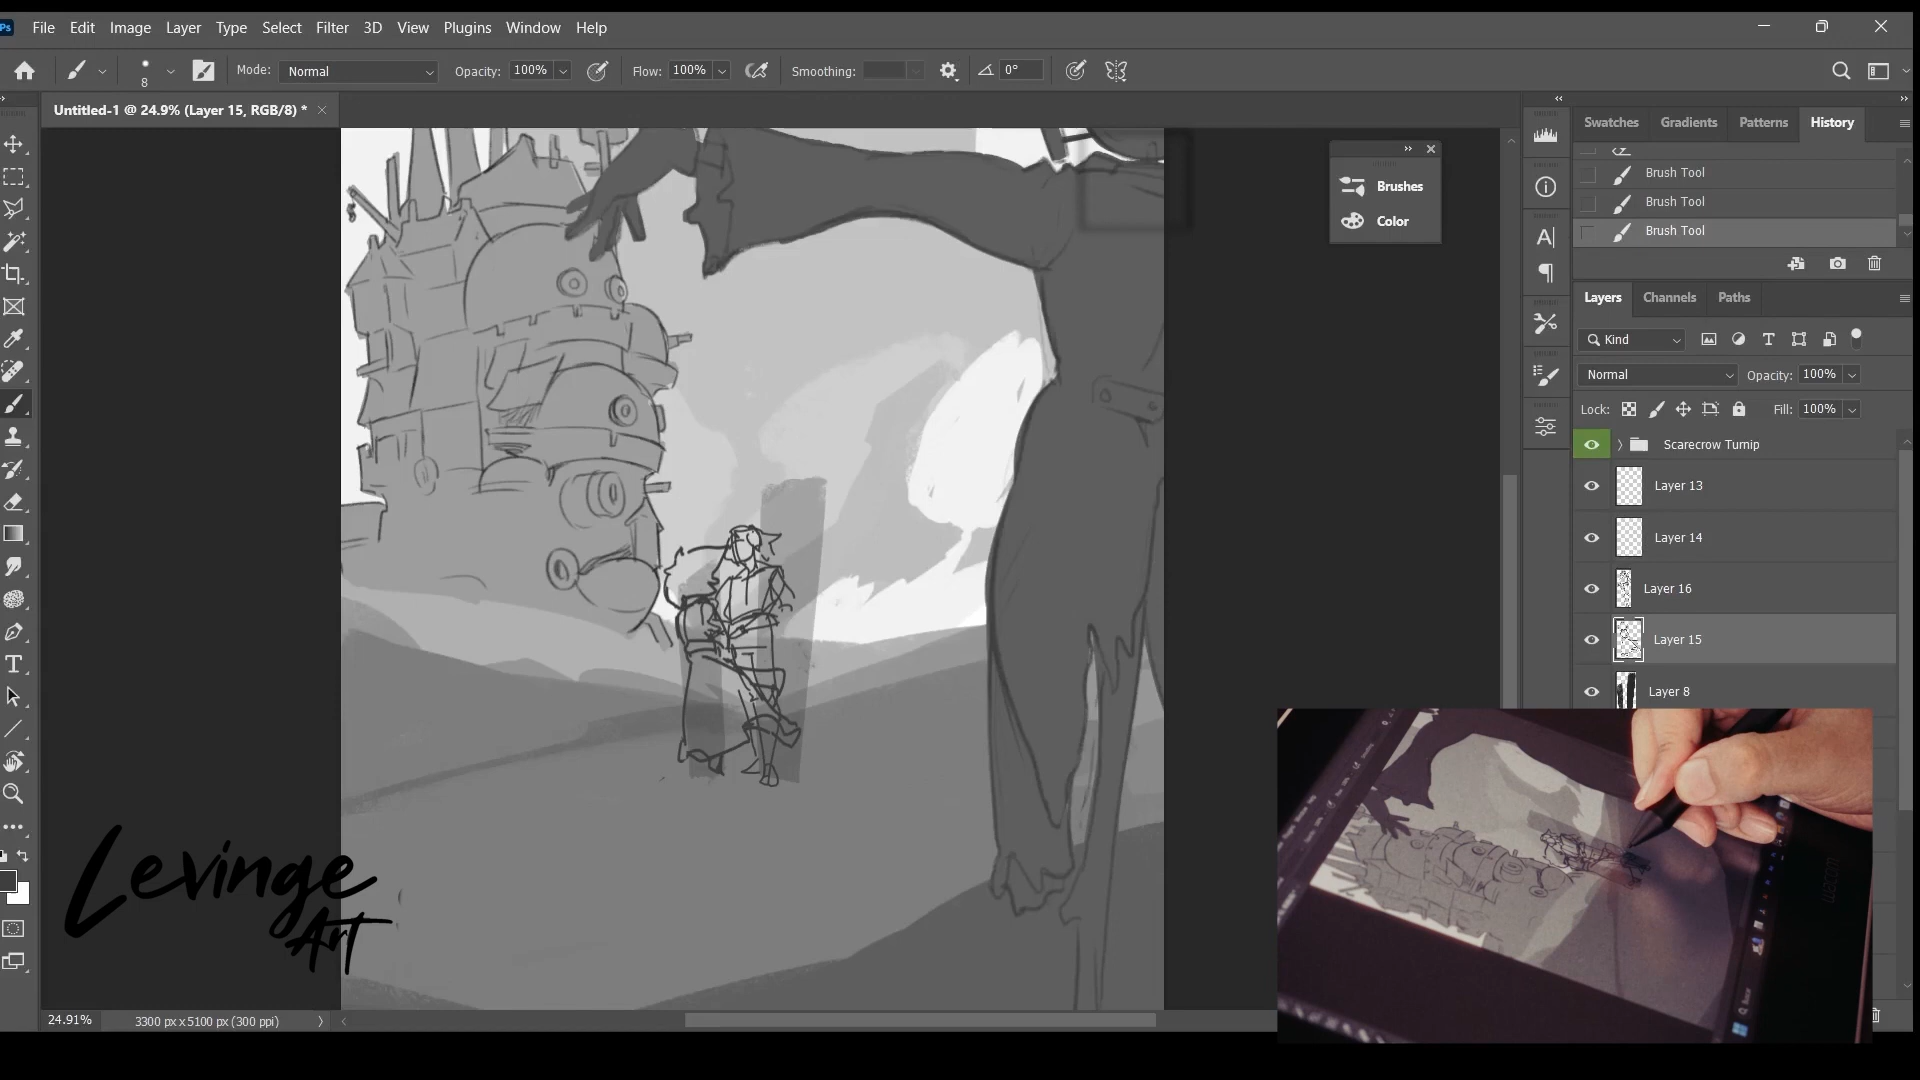 Ps File Edit Image Layer Type Select Filter 3D View Plugins Window Help
8 Mode: Normal Opacity: 100% Flow: 100% Smoothing: 0°
Untitled-1 @ 24.9% (Layer 15, RGB/8) *
Swatches Gradients Patterns History
Brush Tool
Brush Tool
Brush Tool
Brushes
Color
Layers Channels Paths
Kind
Normal Opacity: 100%
Lock: Fill: 100%
Scarecrow Turnip
Layer 13
Layer 14
Layer 16
Layer 15
Layer 8
Levinge
Art
wacom
24.91% 3300 px x 5100 px (300 ppi)